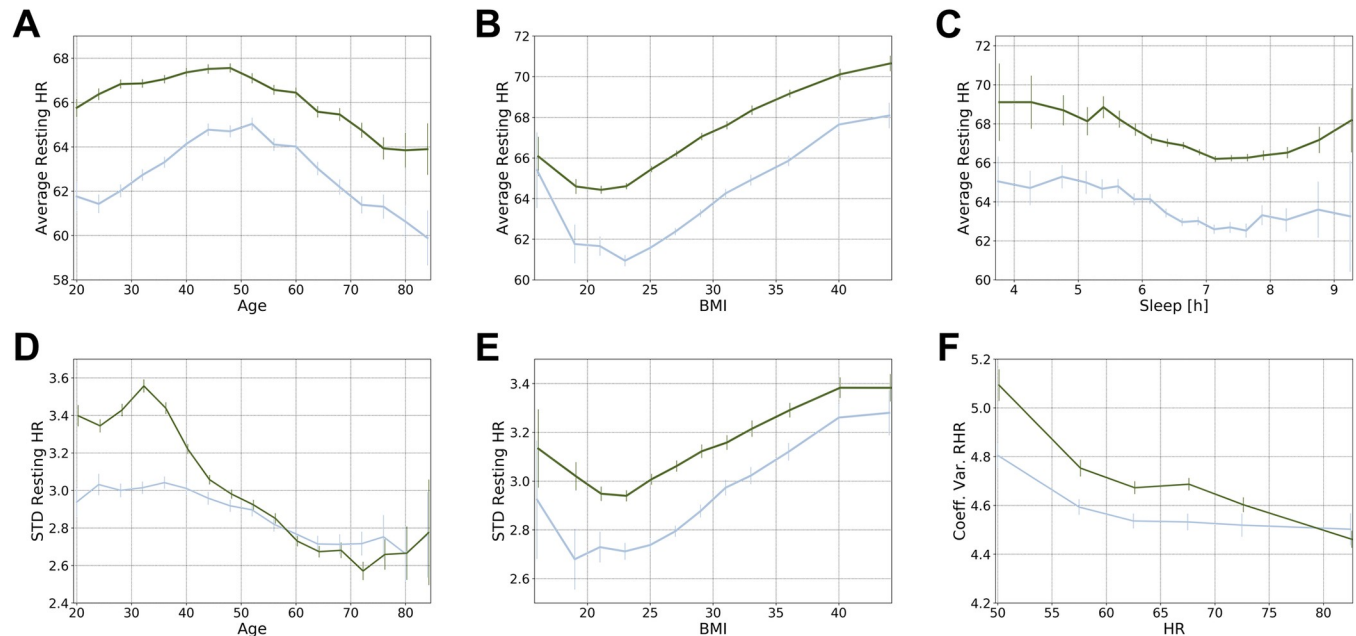 A
Average Resting HR
68
66
64
62
60
58
20 30 40 50 60 70 80
Age
B
Average Resting HR
72
70
68
66
64
62
60
20 25 30 35 40
BMI
C
Average Resting HR
72
70
68
66
64
62
60
4 5 6 7 8 9
Sleep [h]
D
STD Resting HR
3.6
3.4
3.2
3.0
2.8
2.6
2.4
20 30 40 50 60 70 80
Age
E
STD Resting HR
3.4
3.2
3.0
2.8
2.6
20 25 30 35 40
BMI
F
Coeff. Var. RHR
5.2
5.0
4.8
4.6
4.4
4.2
50 55 60 65 70 75 80
HR